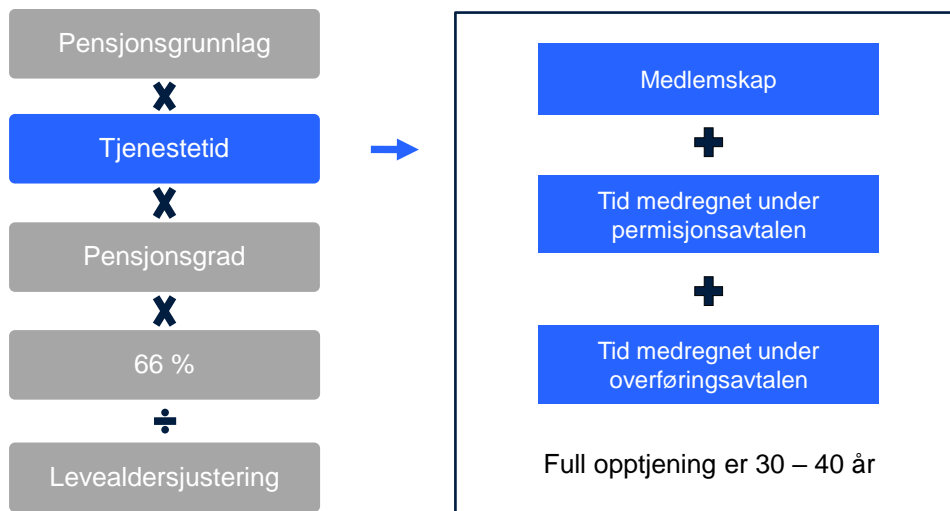 Pensjonsgrunnlag
x
Tjenestetid
x
Pensjonsgrad
x
66 %
÷
Levealdersjustering
Medlemskap
+
Tid medregnet under
permisjonsavtalen
+
Tid medregnet under
overføringsavtalen
Full opptjening er 30 – 40 år